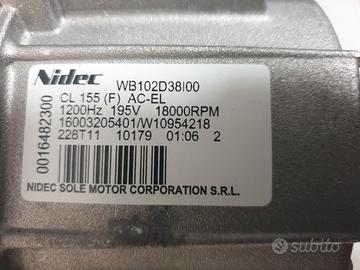 Nidec WB102D38I00
CL 155 (F) AC-EL
1200Hz 195V 18000RPM
16003205401/W10954218
228T11 10179 01:06 2
NIDEC SOLE MOTOR CORPORATION S.R.L.
0016482300
subito